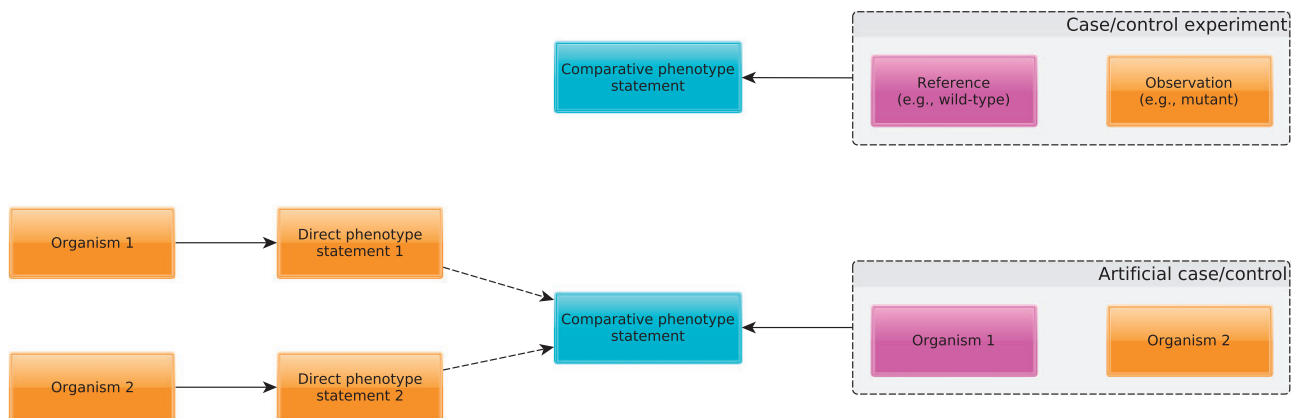 Case/control experiment
Comparative phenotype
statement
Reference
(e.g., wild-type)
Observation
(e.g., mutant)
Organism 1
Direct phenotype
statement 1
Artificial case/control
Comparative phenotype
statement
Organism 1
Organism 2
Organism 2
Direct phenotype
statement 2